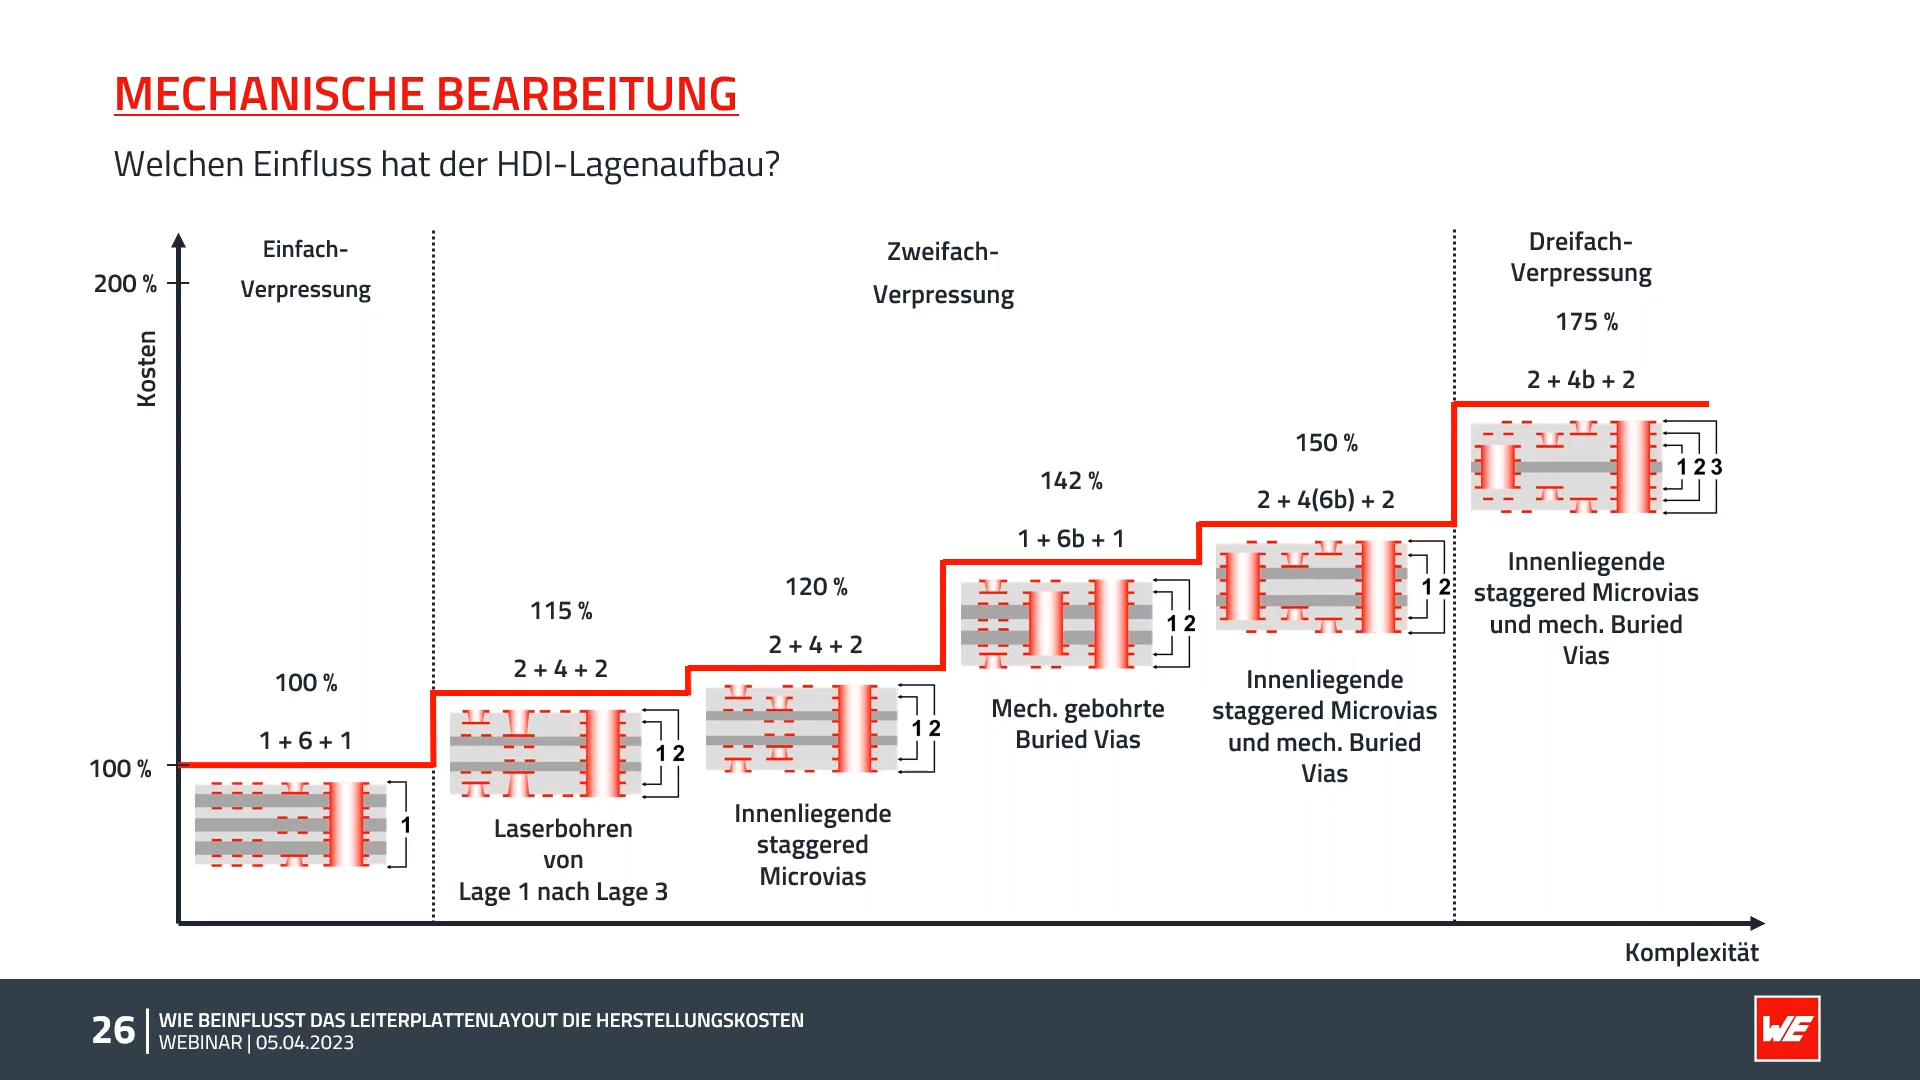 MECHANISCHE BEARBEITUNG
Welchen Einfluss hat der HDI-Lagenaufbau?
200 %
100 %
Kosten
Einfach-
Verpressung
100 %
1 + 6 + 1
1
Zweifach-
Verpressung
115 %
2 + 4 + 2
1 2
Laserbohren
von
Lage 1 nach Lage 3
120 %
2 + 4 + 2
1 2
Innenliegende
staggered
Microvias
142 %
1 + 6b + 1
1 2
Mech. gebohrte
Buried Vias
150 %
2 + 4(6b) + 2
1 2
Innenliegende
staggered Microvias
und mech. Buried
Vias
Dreifach-
Verpressung
175 %
2 + 4b + 2
1 2 3
Innenliegende
staggered Microvias
und mech. Buried
Vias
Komplexität
26
WIE BEINFLUSST DAS LEITERPLATTENLAYOUT DIE HERSTELLUNGSKOSTEN
WEBINAR | 05.04.2023
WE